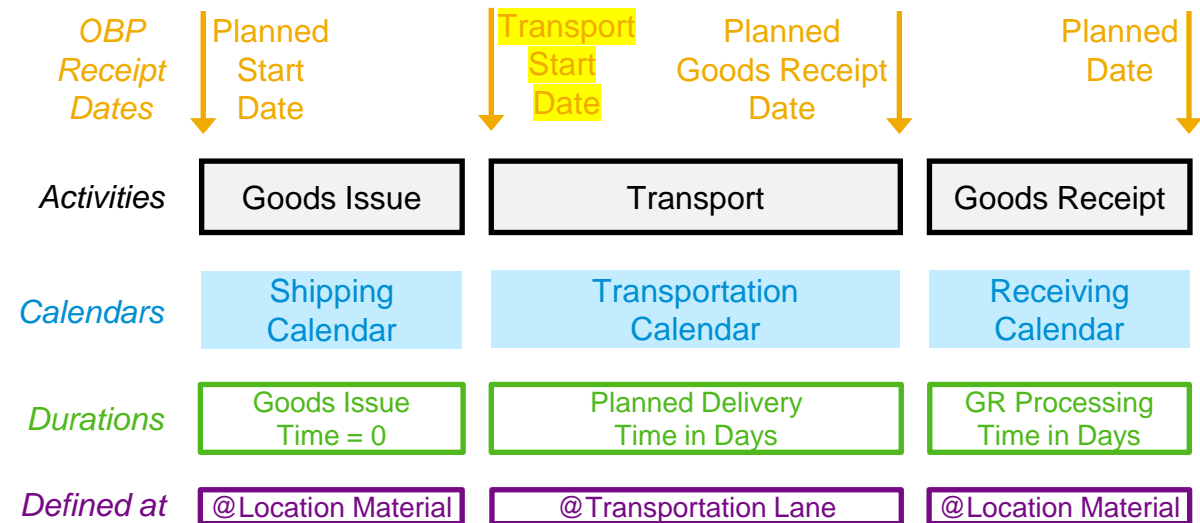 OBP
Receipt
Dates
Planned
Start
Date
Transport
Start
Date
Planned
Goods Receipt
Date
Planned
Date
Activities
Goods Issue
Transport
Goods Receipt
Calendars
Shipping
Calendar
Transportation
Calendar
Receiving
Calendar
Durations
Goods Issue
Time = 0
Planned Delivery
Time in Days
GR Processing
Time in Days
Defined at
@Location Material
@Transportation Lane
@Location Material